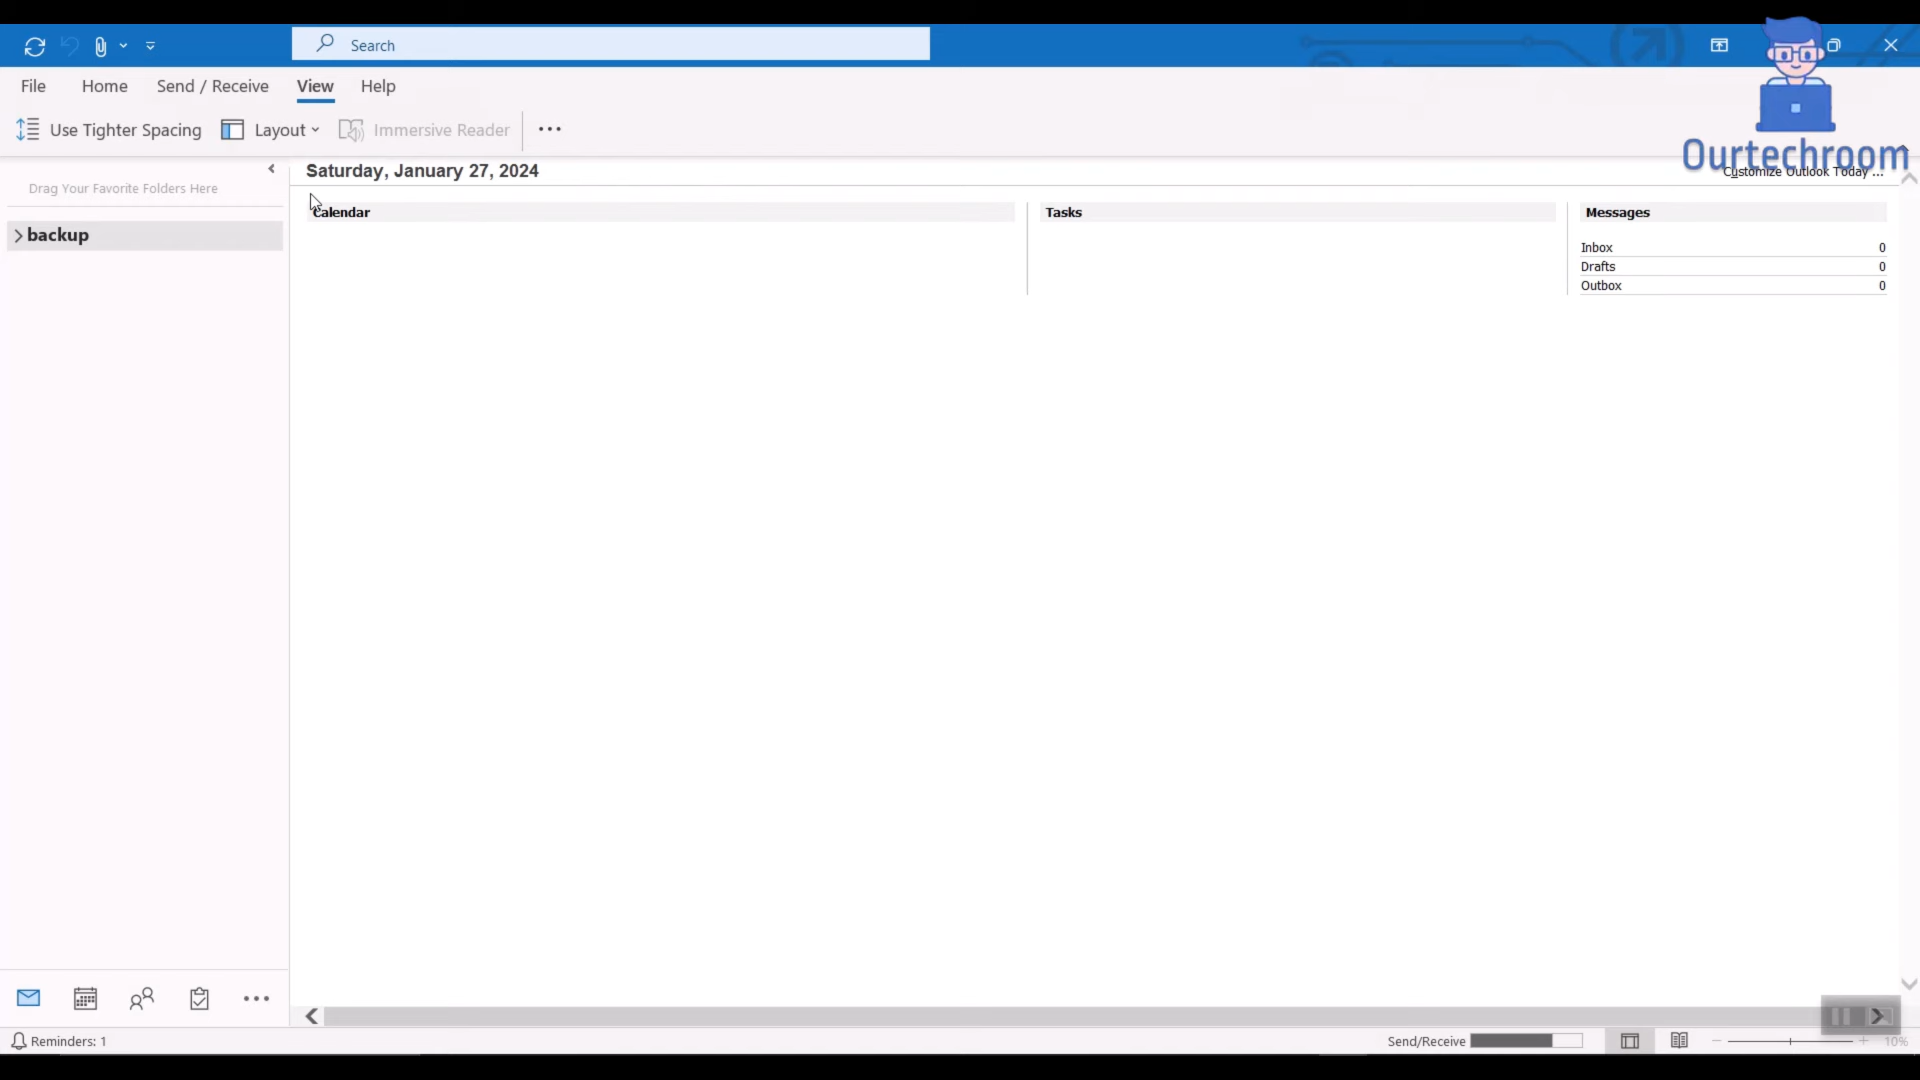 Search
File Home Send / Receive View Help
Use Tighter Spacing Layout Immersive Reader
Ourtechroom
Saturday, January 27, 2024
Customize Outlook Today ...
Drag Your Favorite Folders Here
Calendar Tasks Messages
backup
Inbox 0
Drafts 0
Outbox 0
Reminders: 1
Send/Receive
10%